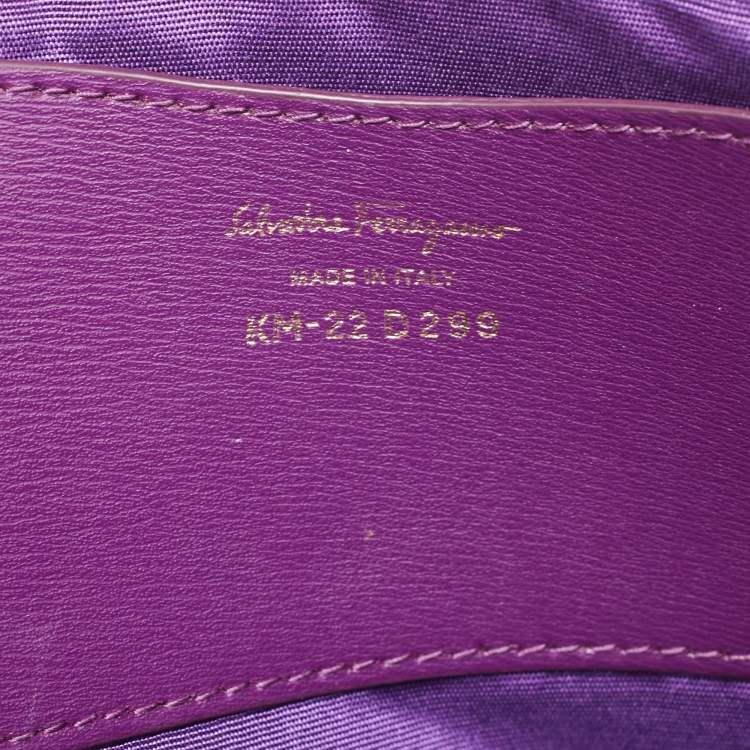 Salvatore Ferragamo
MADE IN ITALY
KM-22 D299